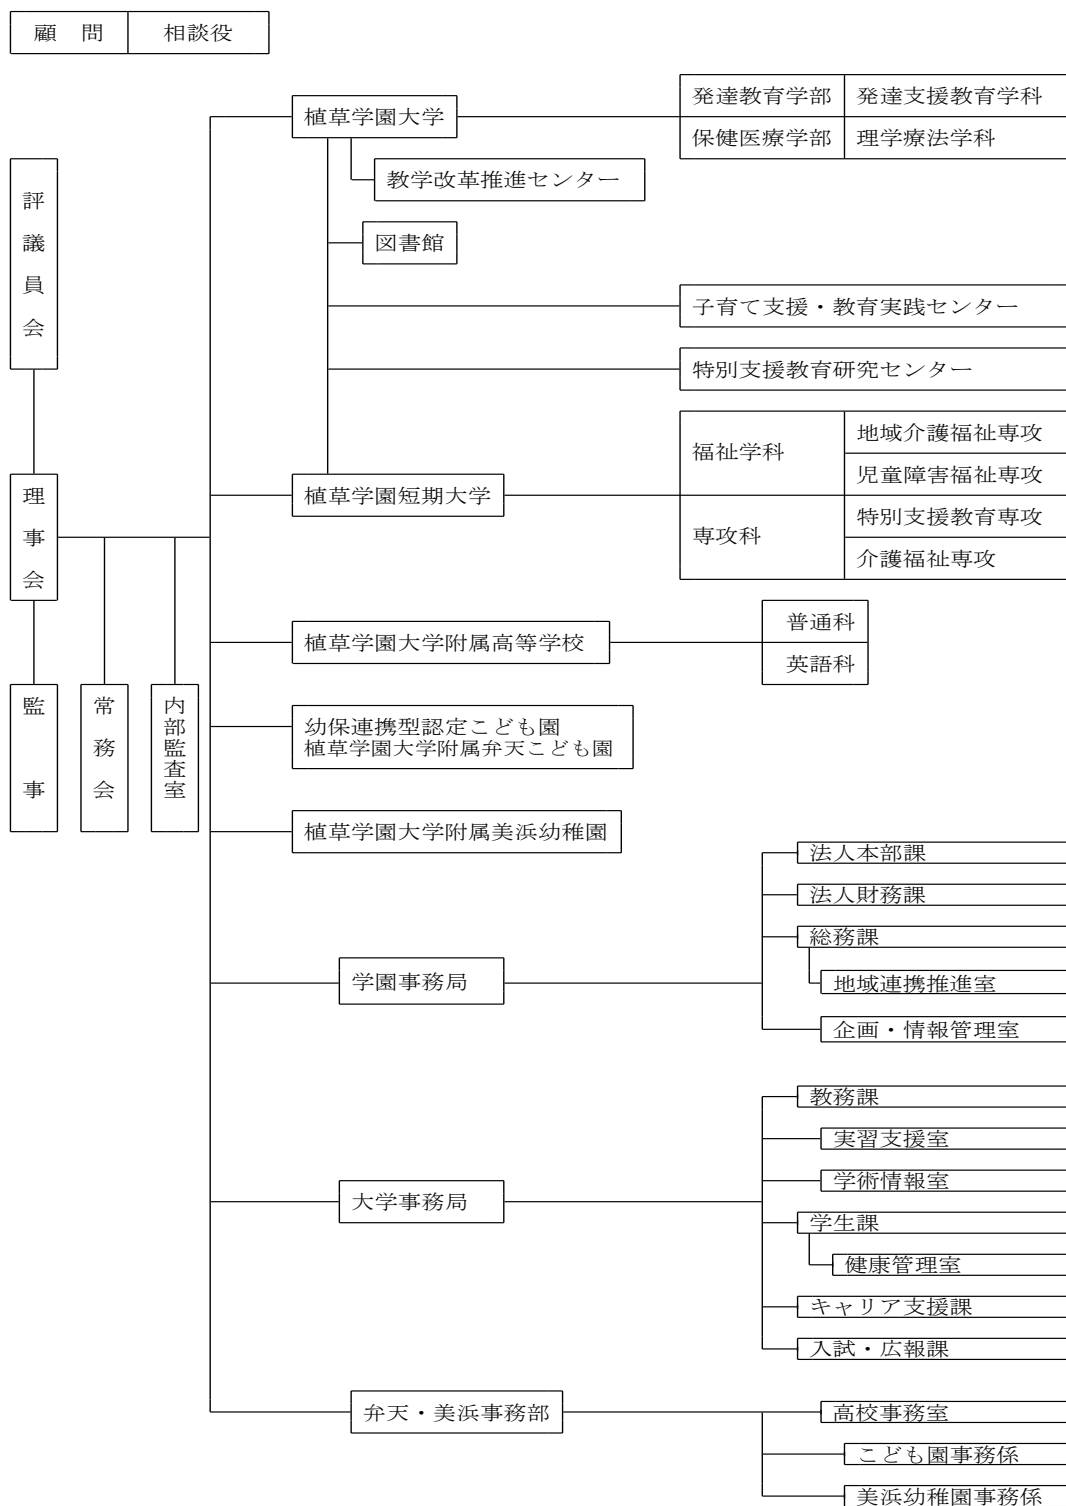 顧　問　相談役
植草学園大学
発達教育学部　発達支援教育学科
保健医療学部　理学療法学科
教学改革推進センター
図書館
子育て支援・教育実践センター
特別支援教育研究センター
評議員会
理事会
監事
常務会
内部監査室
植草学園短期大学
福祉学科
地域介護福祉専攻
児童障害福祉専攻
専攻科
特別支援教育専攻
介護福祉専攻
植草学園大学附属高等学校
普通科
英語科
幼保連携型認定こども園
植草学園大学附属弁天こども園
植草学園大学附属美浜幼稚園
学園事務局
法人本部課
法人財務課
総務課
地域連携推進室
企画・情報管理室
大学事務局
教務課
実習支援室
学術情報室
学生課
健康管理室
キャリア支援課
入試・広報課
弁天・美浜事務部
高校事務室
こども園事務係
美浜幼稚園事務係